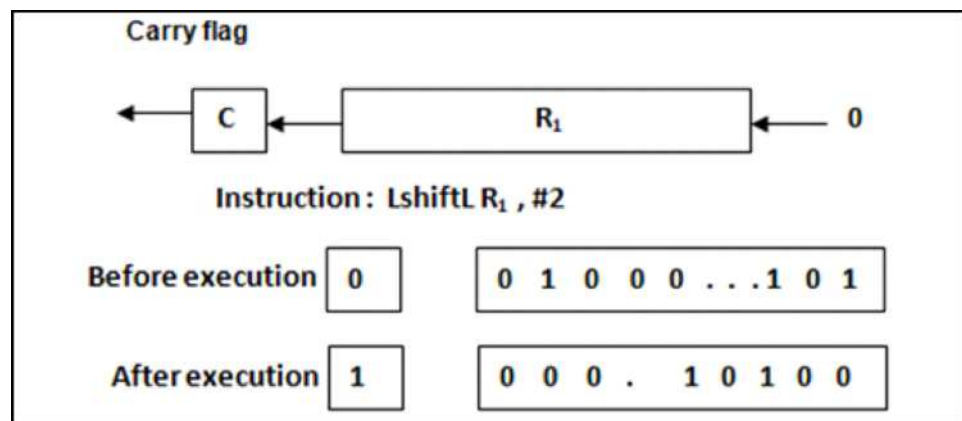 Carry flag
C R₁ 0
Instruction : LshiftL R₁ , #2
Before execution 0 0 1 0 0 0 . . . 1 0 1
After execution 1 0 0 0 . 1 0 1 0 0